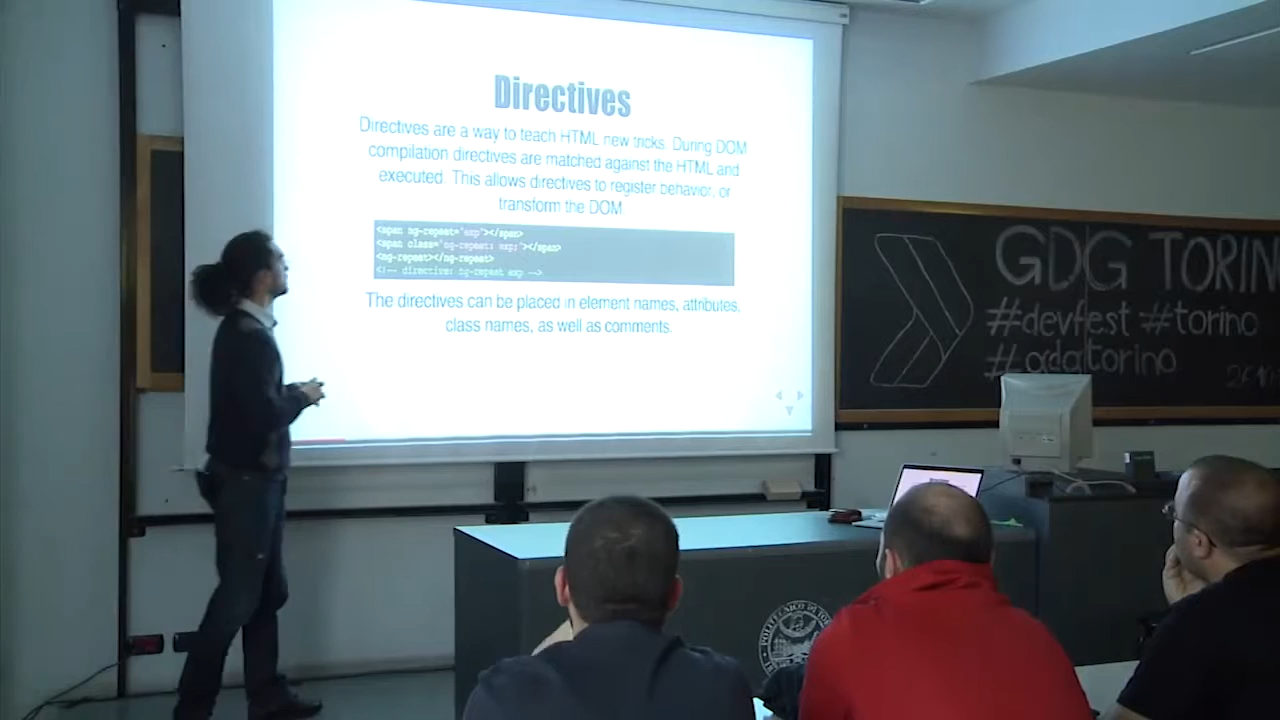 Directives
Directives are a way to teach HTML new tricks. During DOM
compilation directives are matched against the HTML and
executed. This allows directives to register behavior, or
transform the DOM
<span ng-repeat="exp"></span>
<span class="ng-repeat: exp;"></span>
<ng-repeat></ng-repeat>
<!-- directive: ng-repeat exp -->
The directives can be placed in element names, attributes,
class names, as well as comments.
GDG TORIN
#devfest #torino
#gdgtorino
POLITECNICO DI TO